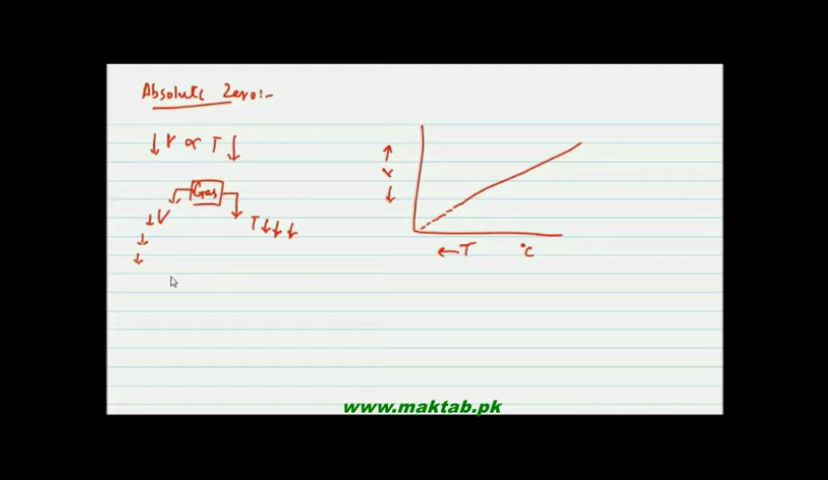 Absolute Zero:-
↓V ∝ T↓
Gas
↓V T↓↓↓
↓
↓
↑
V
↓
←T °C
www.maktab.pk